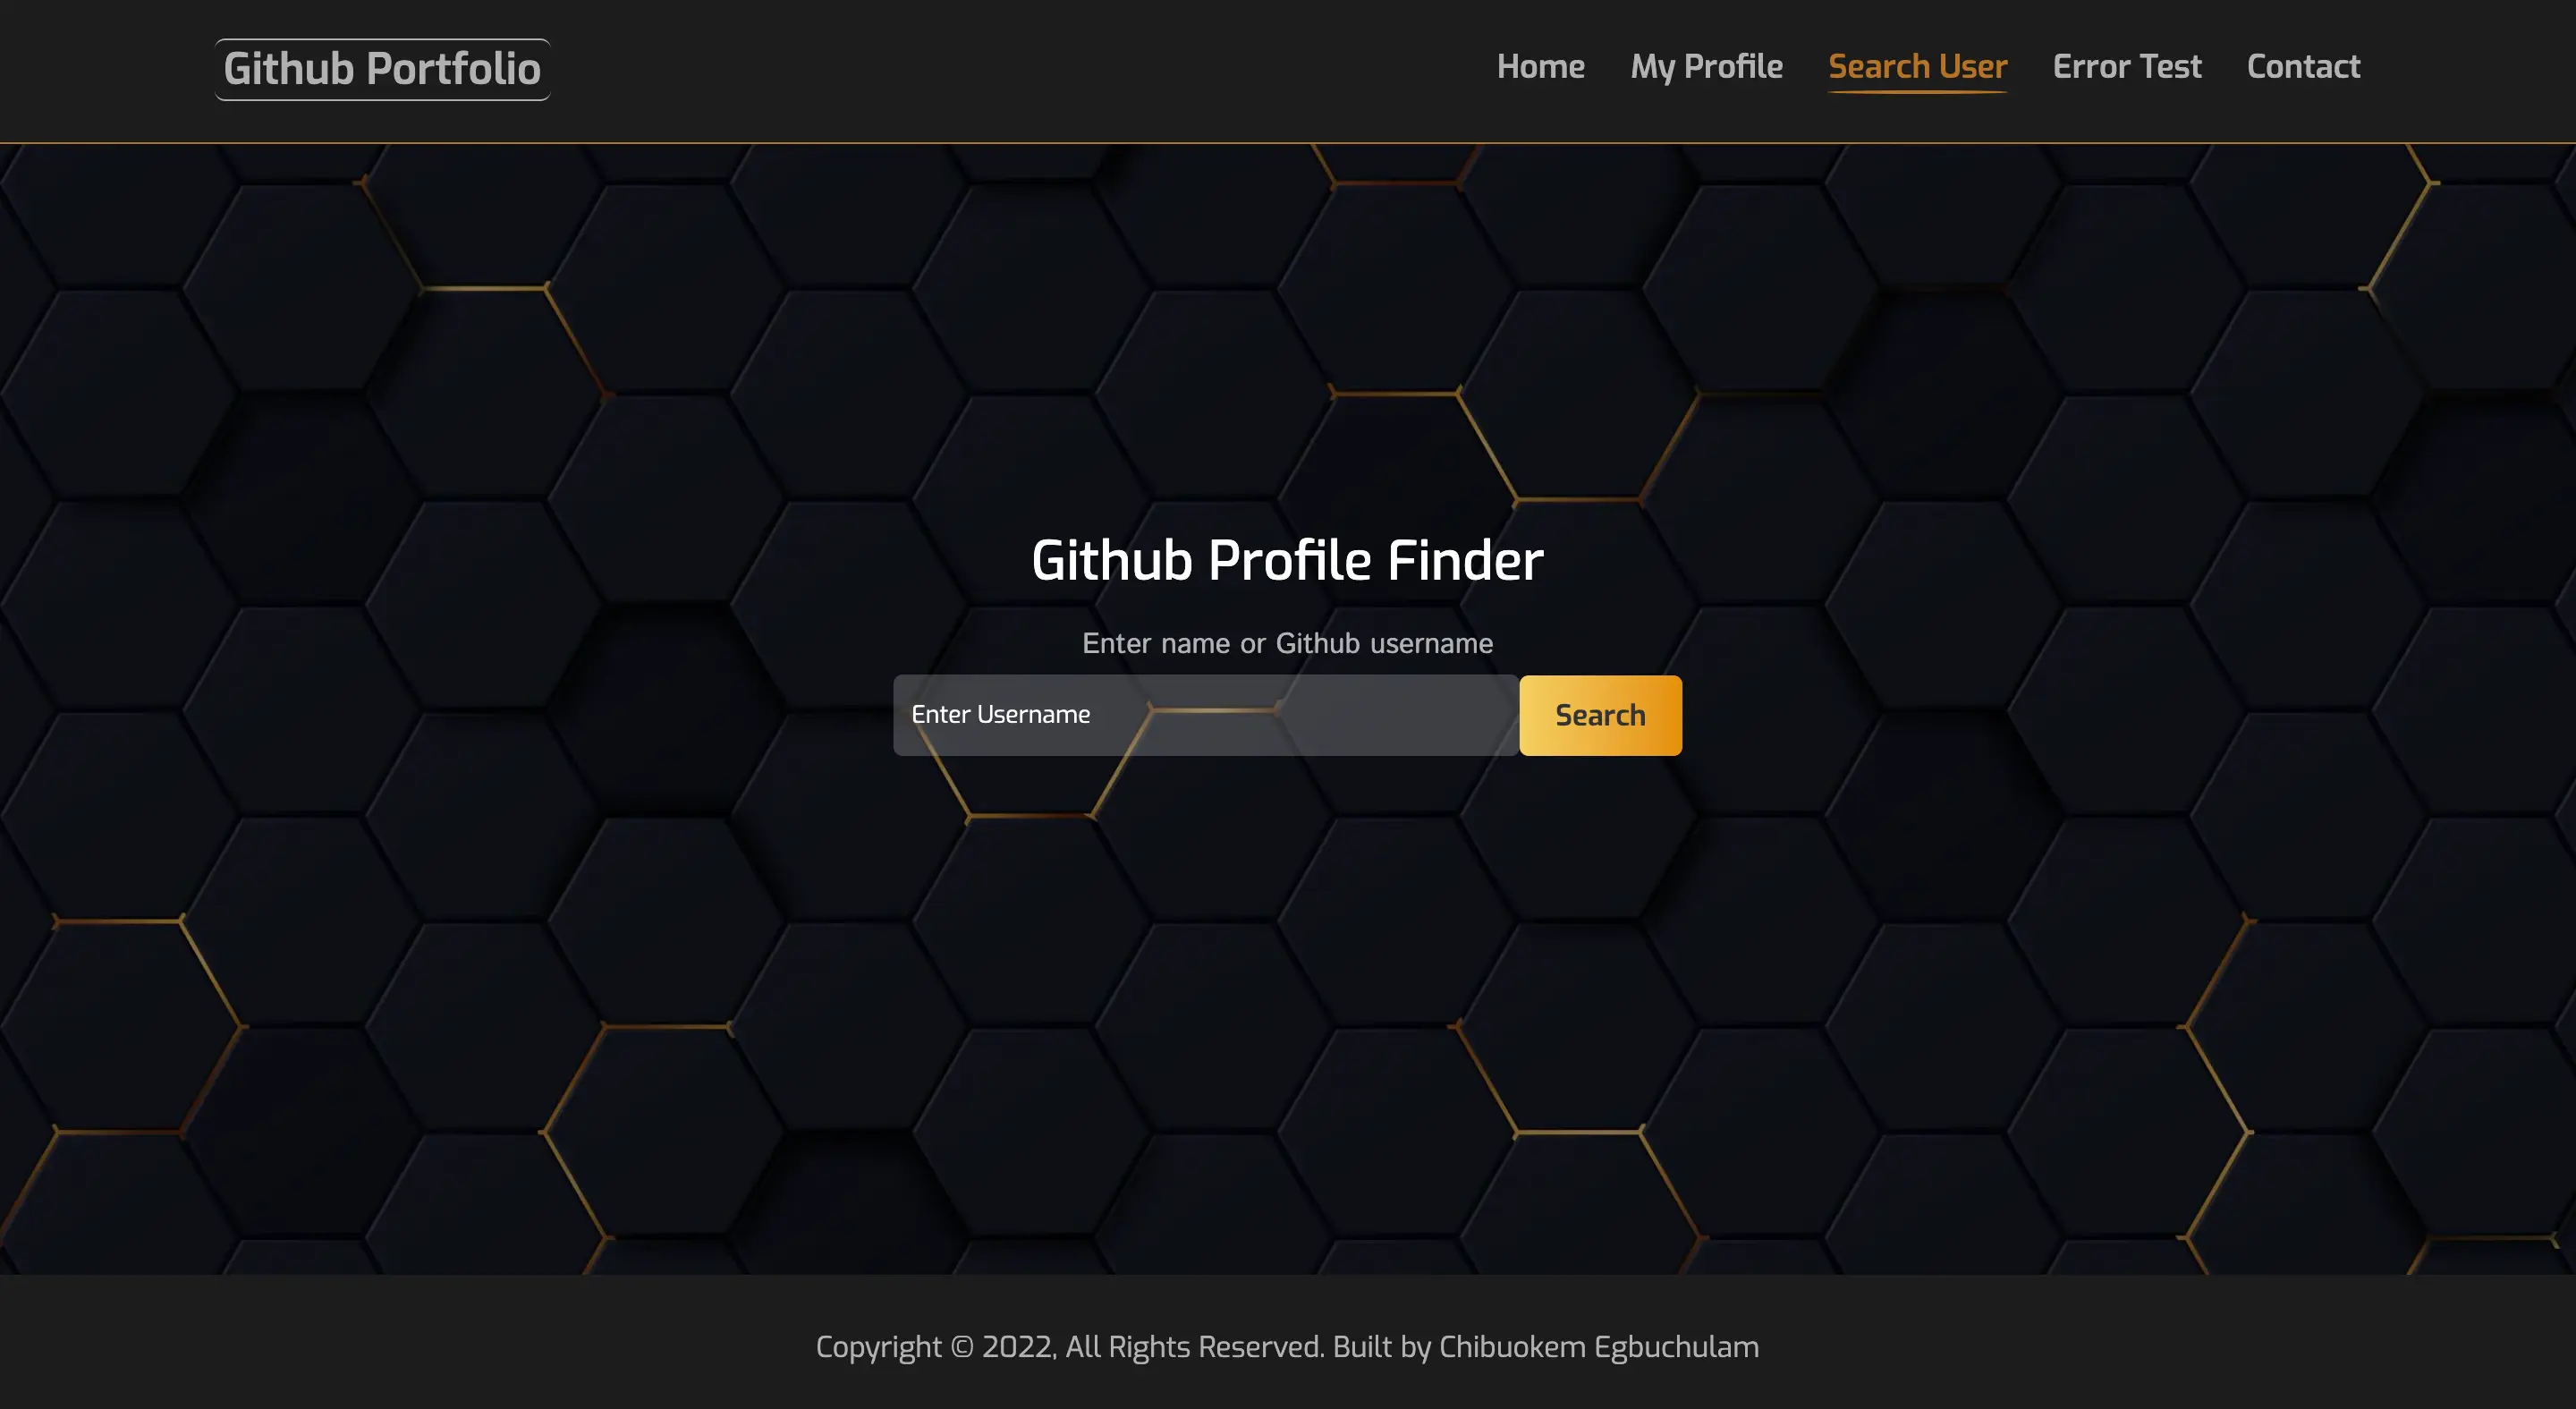 Github Portfolio
Home
My Profile
Search User
Error Test
Contact
Github Profile Finder
Enter name or Github username
Enter Username
Search
Copyright © 2022, All Rights Reserved. Built by Chibuokem Egbuchulam